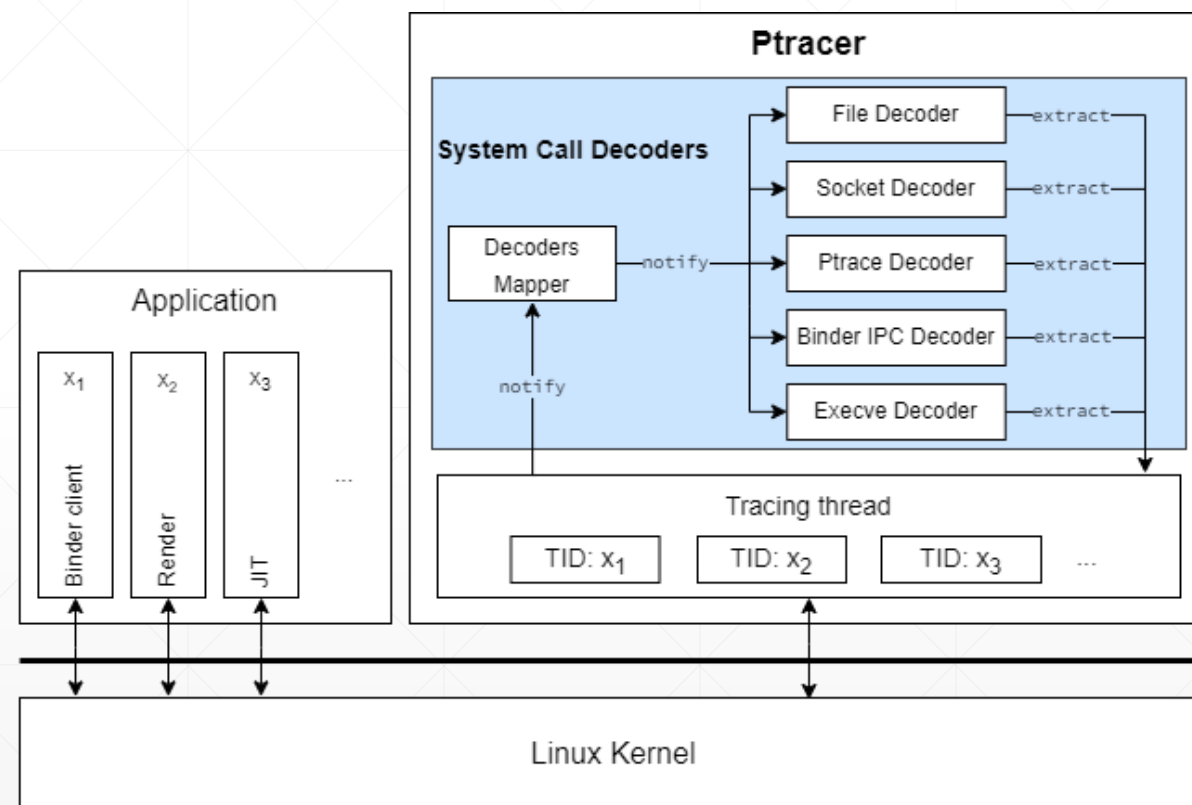 Ptracer
System Call Decoders
File Decoder
extract
Socket Decoder
extract
Decoders
Mapper
notify
Ptrace Decoder
extract
Binder IPC Decoder
extract
notify
Execve Decoder
extract
Application
x1
Binder client
x2
Render
x3
JIT
...
Tracing thread
TID: x1
TID: x2
TID: x3
...
Linux Kernel